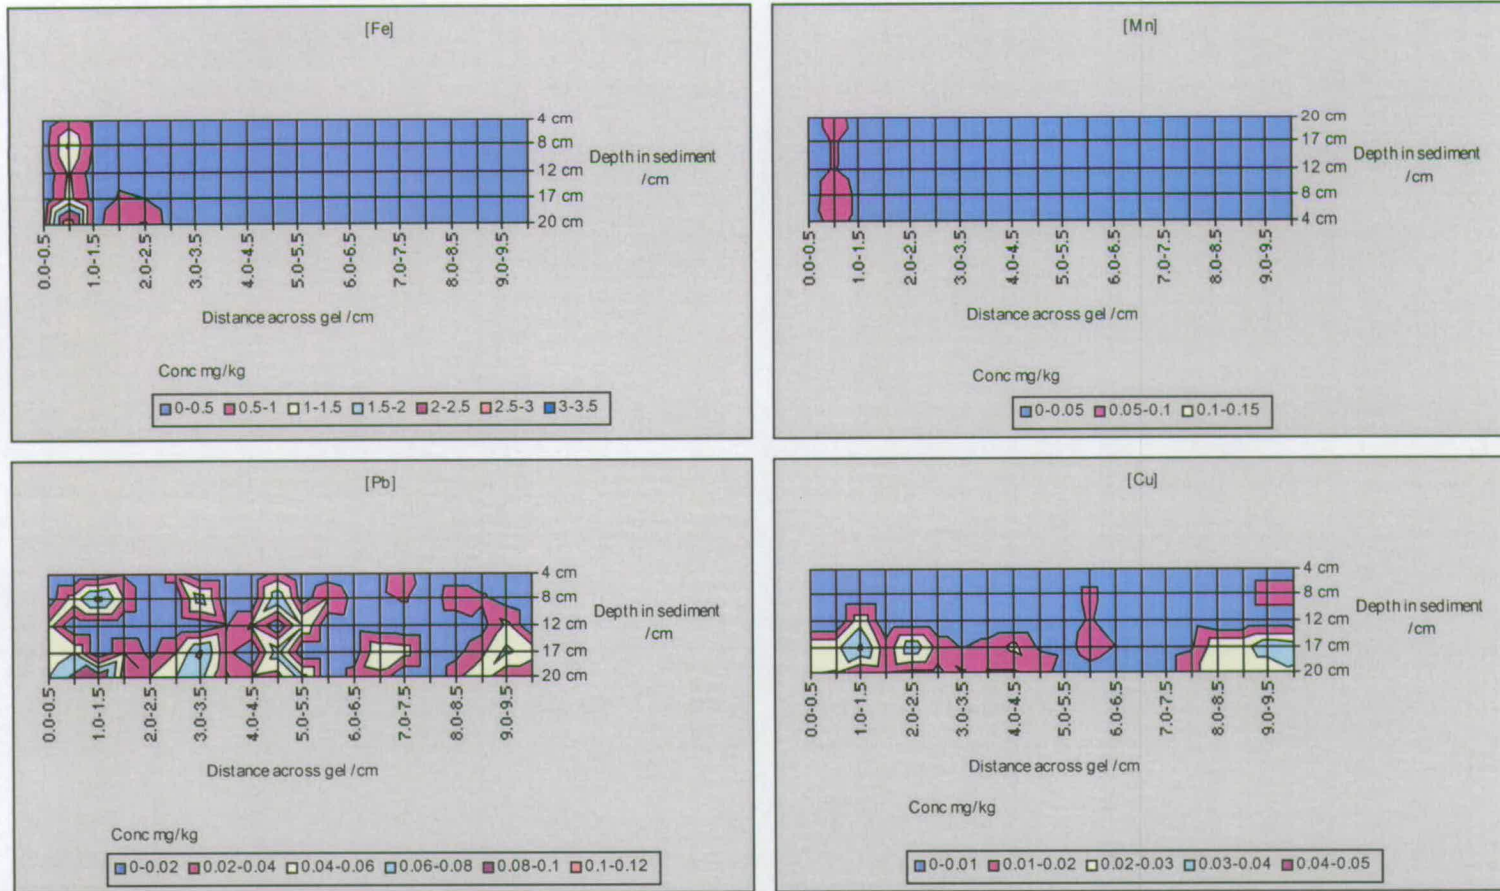 [Fe]
4 cm
8 cm
12 cm
17 cm
20 cm
Depth in sediment
/cm
0.0-0.5
1.0-1.5
2.0-2.5
3.0-3.5
4.0-4.5
5.0-5.5
6.0-6.5
7.0-7.5
8.0-8.5
9.0-9.5
Distance across gel /cm
Conc mg/kg
0-0.5 0.5-1 1-1.5 1.5-2 2-2.5 2.5-3 3-3.5
[Mn]
20 cm
17 cm
12 cm
8 cm
4 cm
Depth in sediment
/cm
0.0-0.5
1.0-1.5
2.0-2.5
3.0-3.5
4.0-4.5
5.0-5.5
6.0-6.5
7.0-7.5
8.0-8.5
9.0-9.5
Distance across gel /cm
Conc mg/kg
0-0.05 0.05-0.1 0.1-0.15
[Pb]
4 cm
8 cm
12 cm
17 cm
20 cm
Depth in sediment
/cm
0.0-0.5
1.0-1.5
2.0-2.5
3.0-3.5
4.0-4.5
5.0-5.5
6.0-6.5
7.0-7.5
8.0-8.5
9.0-9.5
Distance across gel /cm
Conc mg/kg
0-0.02 0.02-0.04 0.04-0.06 0.06-0.08 0.08-0.1 0.1-0.12
[Cu]
4 cm
8 cm
12 cm
17 cm
20 cm
Depth in sediment
/cm
0.0-0.5
1.0-1.5
2.0-2.5
3.0-3.5
4.0-4.5
5.0-5.5
6.0-6.5
7.0-7.5
8.0-8.5
9.0-9.5
Distance across gel /cm
Conc mg/kg
0-0.01 0.01-0.02 0.02-0.03 0.03-0.04 0.04-0.05